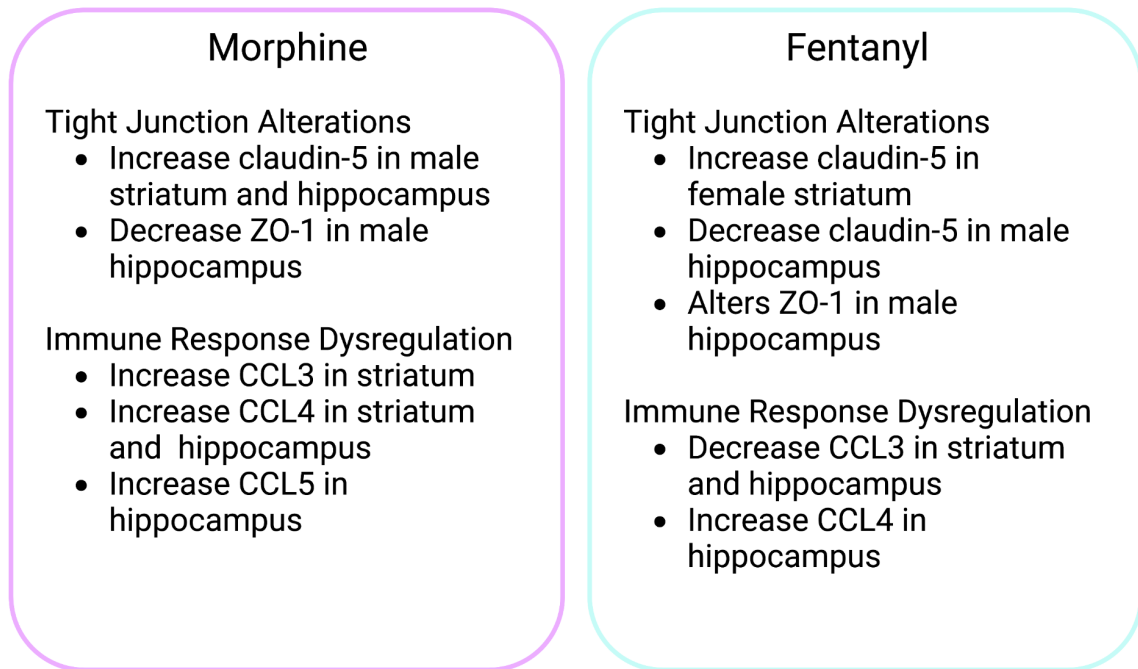 Morphine
Tight Junction Alterations
• Increase claudin-5 in male
striatum and hippocampus
• Decrease ZO-1 in male
hippocampus
Immune Response Dysregulation
• Increase CCL3 in striatum
• Increase CCL4 in striatum
and  hippocampus
• Increase CCL5 in
hippocampus
Fentanyl
Tight Junction Alterations
• Increase claudin-5 in
female striatum
• Decrease claudin-5 in male
hippocampus
• Alters ZO-1 in male
hippocampus
Immune Response Dysregulation
• Decrease CCL3 in striatum
and hippocampus
• Increase CCL4 in
hippocampus